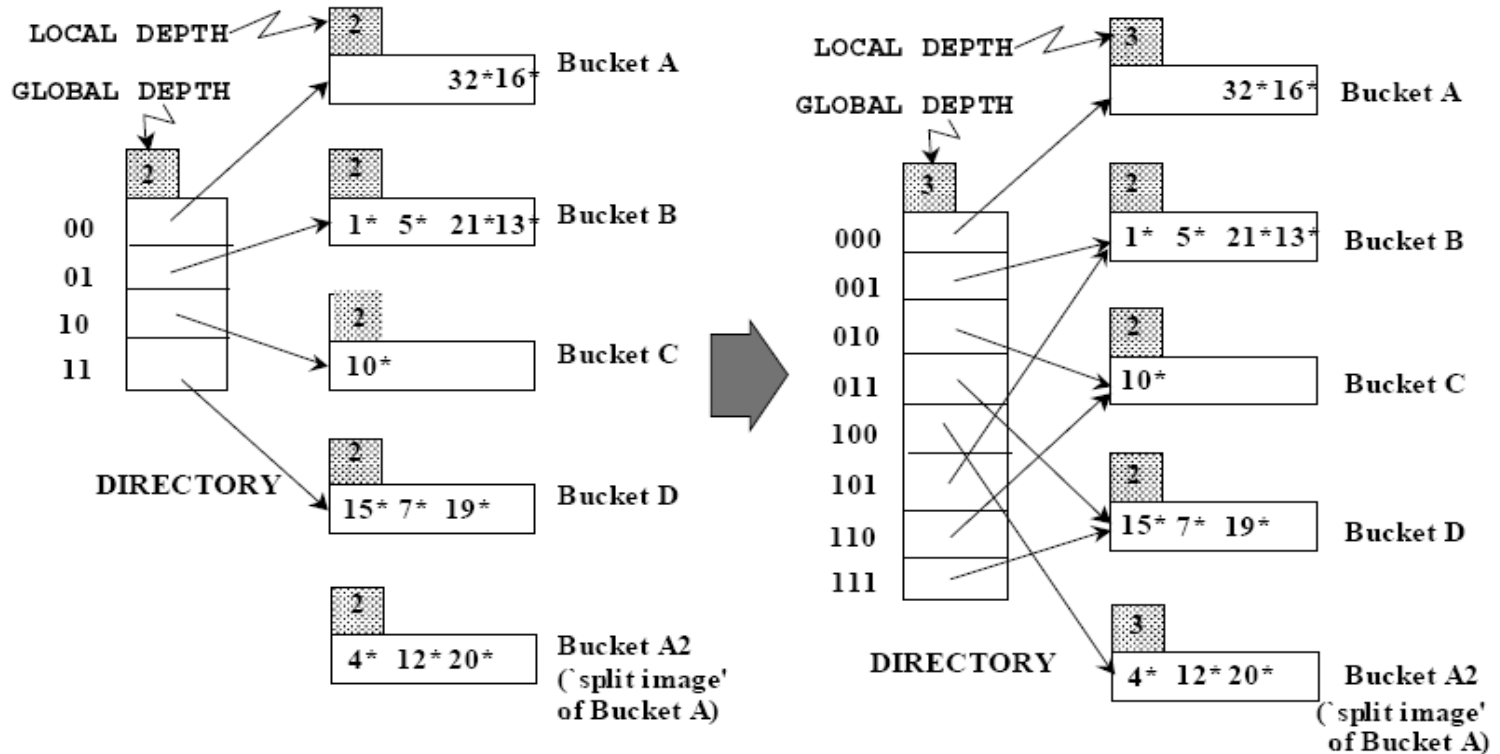 LOCAL DEPTH
GLOBAL DEPTH
2
32*16*
Bucket A
2
00
01
10
11
2
1* 5* 21*13*
Bucket B
2
10*
Bucket C
DIRECTORY
2
15* 7* 19*
Bucket D
2
4* 12*20*
Bucket A2
(`split image'
of Bucket A)
LOCAL DEPTH
GLOBAL DEPTH
3
32*16*
Bucket A
3
000
001
010
011
100
101
110
111
2
1* 5* 21*13*
Bucket B
2
10*
Bucket C
2
15* 7* 19*
Bucket D
DIRECTORY
3
4* 12*20*
Bucket A2
(`split image'
of Bucket A)